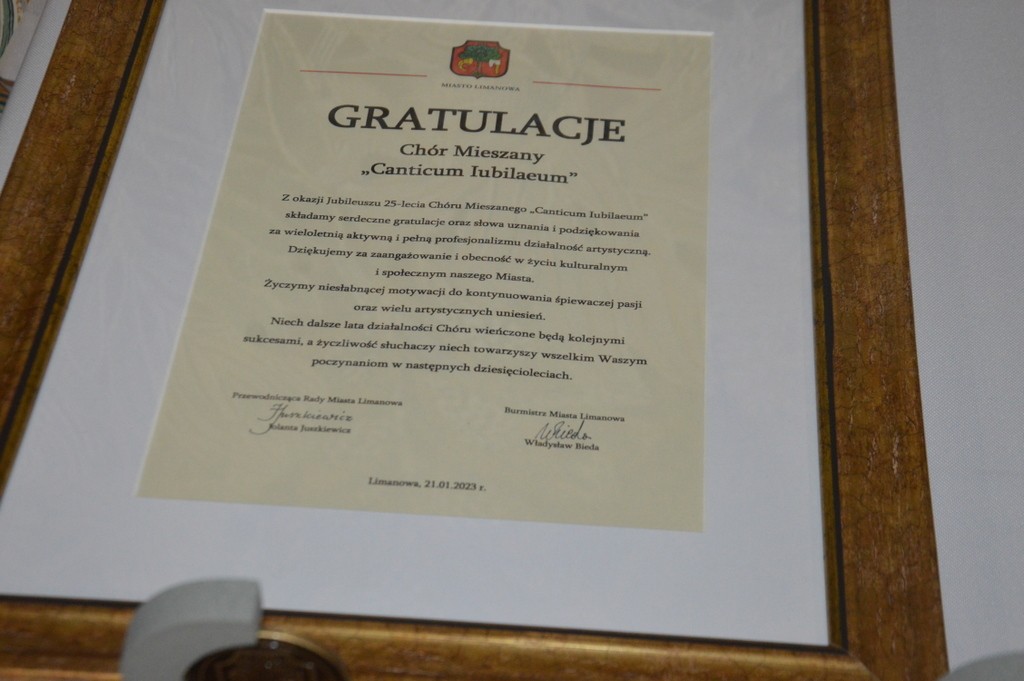 MIASTO LIMANOWA
GRATULACJE
Chór Mieszany
„Canticum Iubilaeum”
Z okazji Jubileuszu 25-lecia Chóru Mieszanego „Canticum Iubilaeum”
składamy serdeczne gratulacje oraz słowa uznania i podziękowania
za wieloletnią aktywną i pełną profesjonalizmu działalność artystyczną.
Dziękujemy za zaangażowanie i obecność w życiu kulturalnym
i społecznym naszego Miasta.
Życzymy niesłabnącej motywacji do kontynuowania śpiewaczej pasji
oraz wielu artystycznych uniesień.
Niech dalsze lata działalności Chóru wieńczone będą kolejnymi
sukcesami, a życzliwość słuchaczy niech towarzyszy wszelkim Waszym
poczynaniom w następnych dziesięcioleciach.
Przewodnicząca Rady Miasta Limanowa
JJuszkiewicz
Jolanta Juszkiewicz
Burmistrz Miasta Limanowa
WBieda
Władysław Bieda
Limanowa, 21.01.2023 r.